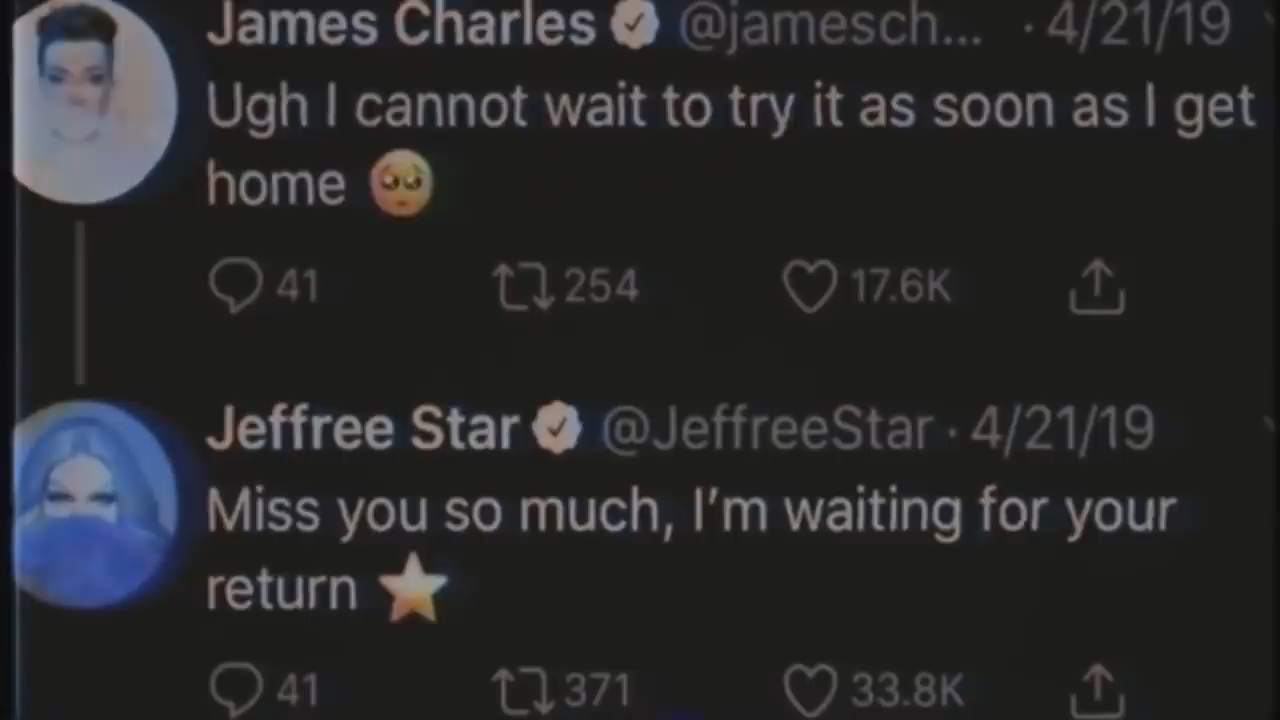 James Charles @jamesch... · 4/21/19
Ugh I cannot wait to try it as soon as I get
home 🥺
41 254 17.6K
Jeffree Star @JeffreeStar · 4/21/19
Miss you so much, I’m waiting for your
return ⭐
41 371 33.8K